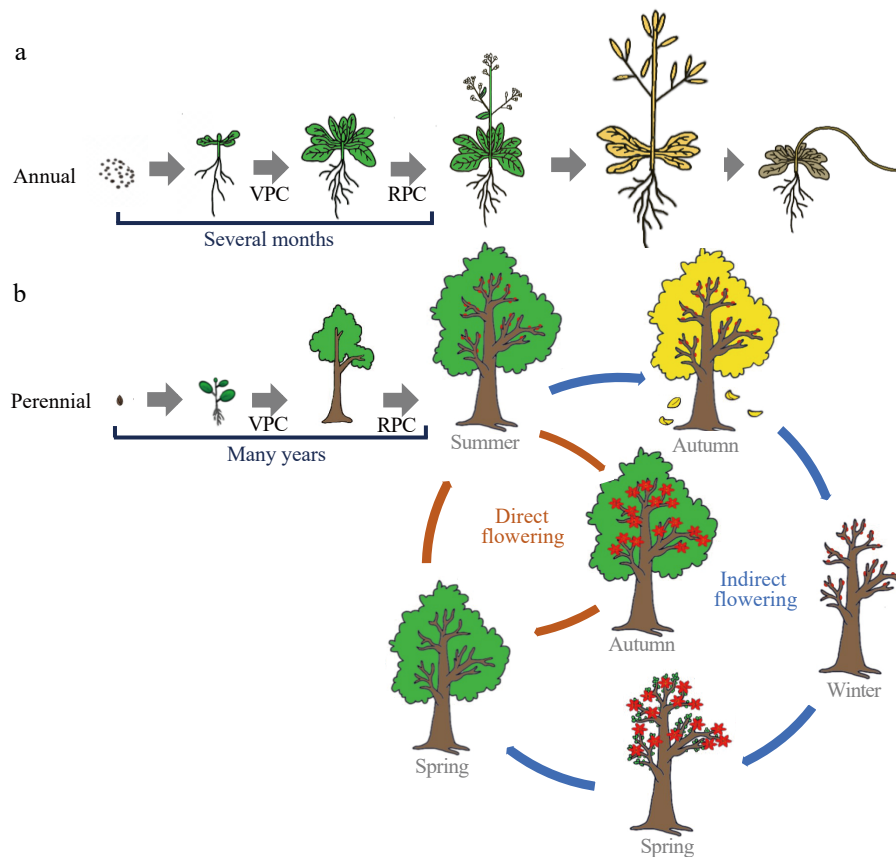 a
Annual
VPC
RPC
Several months
b
Perennial
VPC
RPC
Many years
Summer
Autumn
Direct
flowering
Indirect
flowering
Autumn
Winter
Spring
Spring